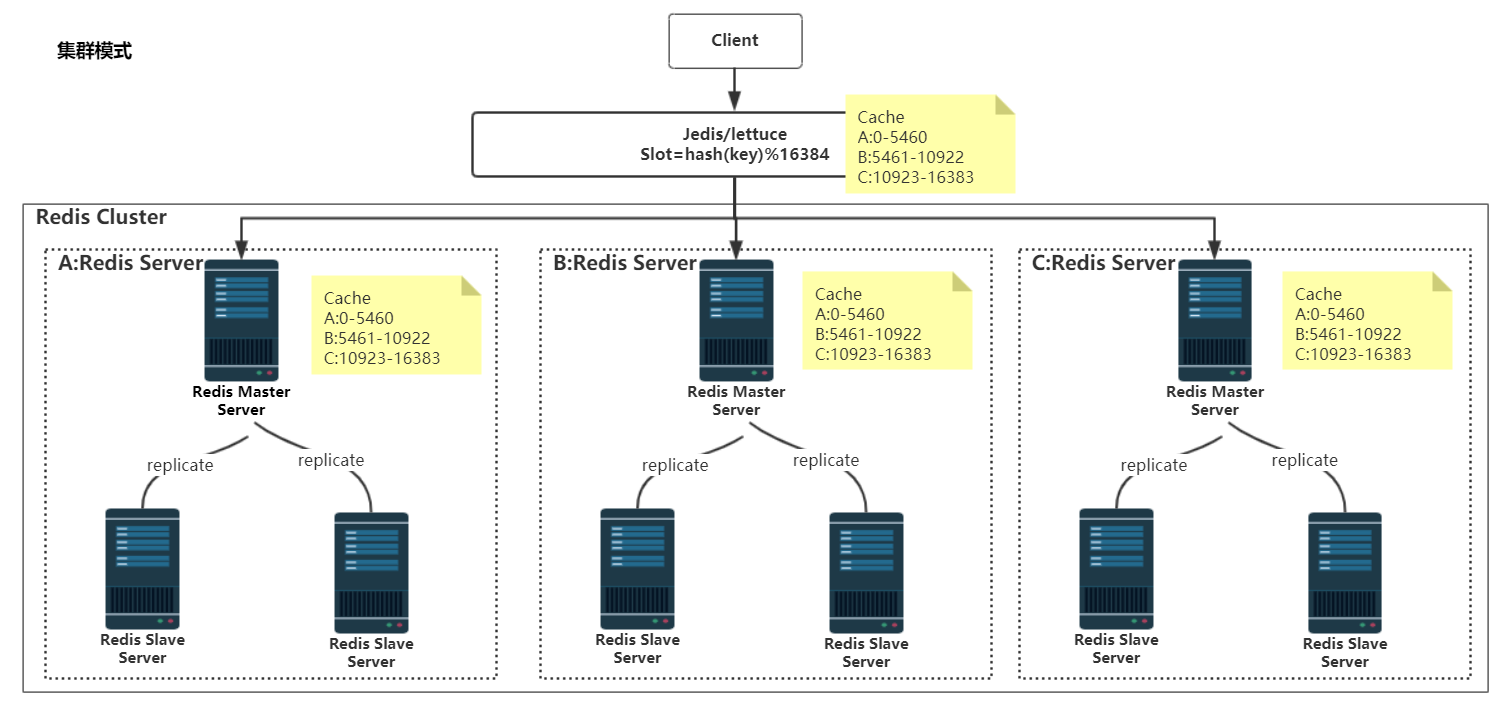 集群模式
Client
Jedis/lettuce
Slot=hash(key)%16384
Cache
A:0-5460
B:5461-10922
C:10923-16383
Redis Cluster
A:Redis Server
Cache
A:0-5460
B:5461-10922
C:10923-16383
Redis Master
Server
replicate
replicate
Redis Slave
Server
Redis Slave
Server
B:Redis Server
Cache
A:0-5460
B:5461-10922
C:10923-16383
Redis Master
Server
replicate
replicate
Redis Slave
Server
Redis Slave
Server
C:Redis Server
Cache
A:0-5460
B:5461-10922
C:10923-16383
Redis Master
Server
replicate
replicate
Redis Slave
Server
Redis Slave
Server